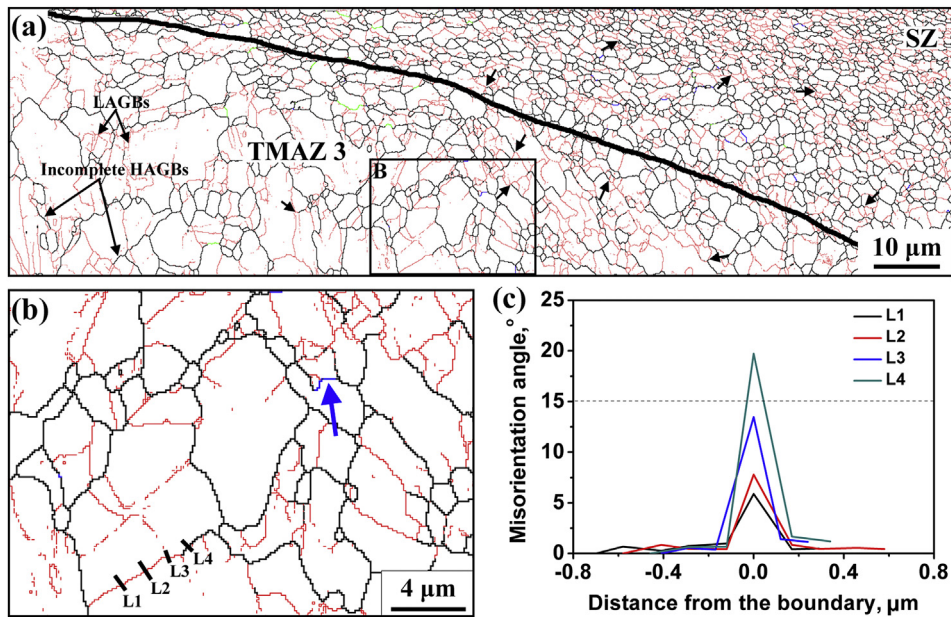 (a)
SZ
LAGBs
TMAZ 3
Incomplete HAGBs
B
10 µm
(b)
L1
L2
L3
L4
4 µm
(c)
25
20
15
10
5
0
Misorientation angle,°
L1
L2
L3
L4
-0.8
-0.4
0.0
0.4
0.8
Distance from the boundary, µm